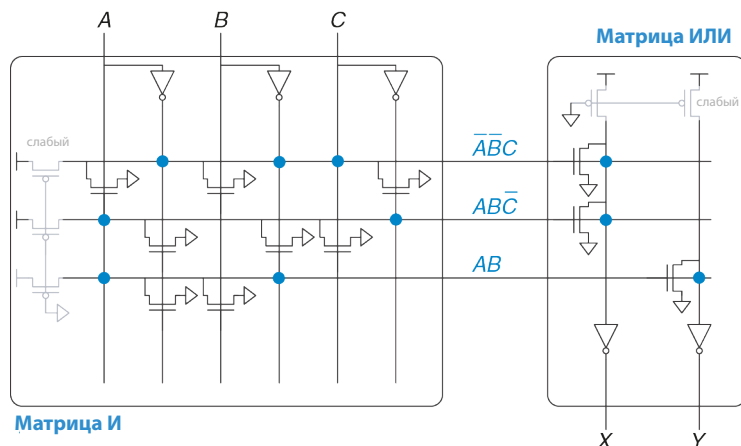 A B C
Матрица ИЛИ
слабый
слабый
A̅B̅C
ABC̅
AB
Матрица И
X Y